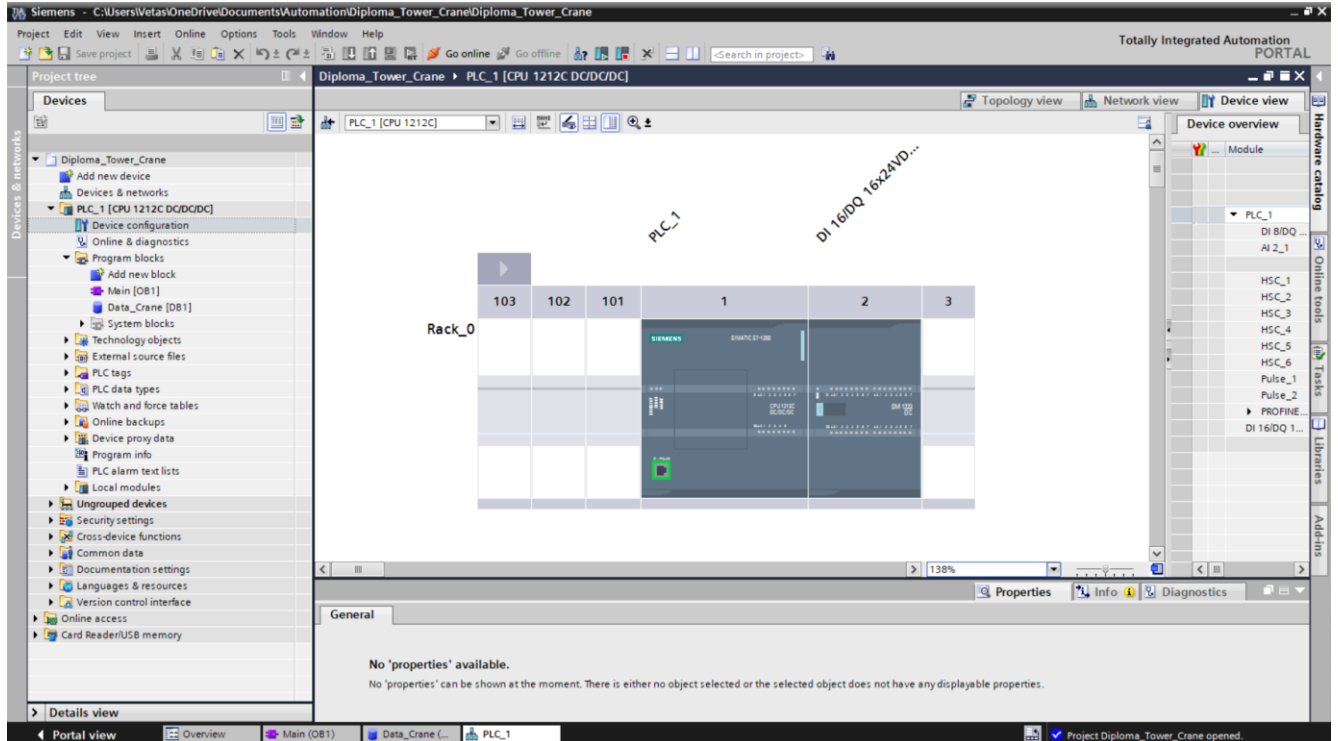 Siemens - C:\Users\Vetas\OneDrive\Documents\Automation\Diploma_Tower_Crane\Diploma_Tower_Crane
Project Edit View Insert Online Options Tools Window Help
Totally Integrated Automation
PORTAL
Save project Go online Go offline <Search in project>
Project tree
Diploma_Tower_Crane PLC_1 [CPU 1212C DC/DC/DC]
Devices
Topology view Network view Device view
PLC_1 [CPU 1212C]
Device overview
... Module
Diploma_Tower_Crane
Add new device
Devices & networks
PLC_1 [CPU 1212C DC/DC/DC]
Device configuration
Online & diagnostics
Program blocks
Add new block
Main [OB1]
Data_Crane [DB1]
System blocks
Technology objects
External source files
PLC tags
PLC data types
Watch and force tables
Online backups
Device proxy data
Program info
PLC alarm text lists
Local modules
Ungrouped devices
Security settings
Cross-device functions
Common data
Documentation settings
Languages & resources
Version control interface
Online access
Card Reader/USB memory
Details view
Devices & networks
PLC_1
DI 16/DQ 16x24VD...
103 102 101 1 2 3
Rack_0
SIEMENS SIMATIC S7-1200
CPU 1212C
DC/DC/DC
138%
PLC_1
DI 8/DQ ...
AI 2_1
HSC_1
HSC_2
HSC_3
HSC_4
HSC_5
HSC_6
Pulse_1
Pulse_2
PROFINE...
DI 16/DQ 1...
Hardware catalog
Online tools
Tasks
Libraries
Add-ins
Properties Info Diagnostics
General
No 'properties' available.
No 'properties' can be shown at the moment. There is either no object selected or the selected object does not have any displayable properties.
Portal view Overview Main (OB1) Data_Crane (... PLC_1
Project Diploma_Tower_Crane opened.